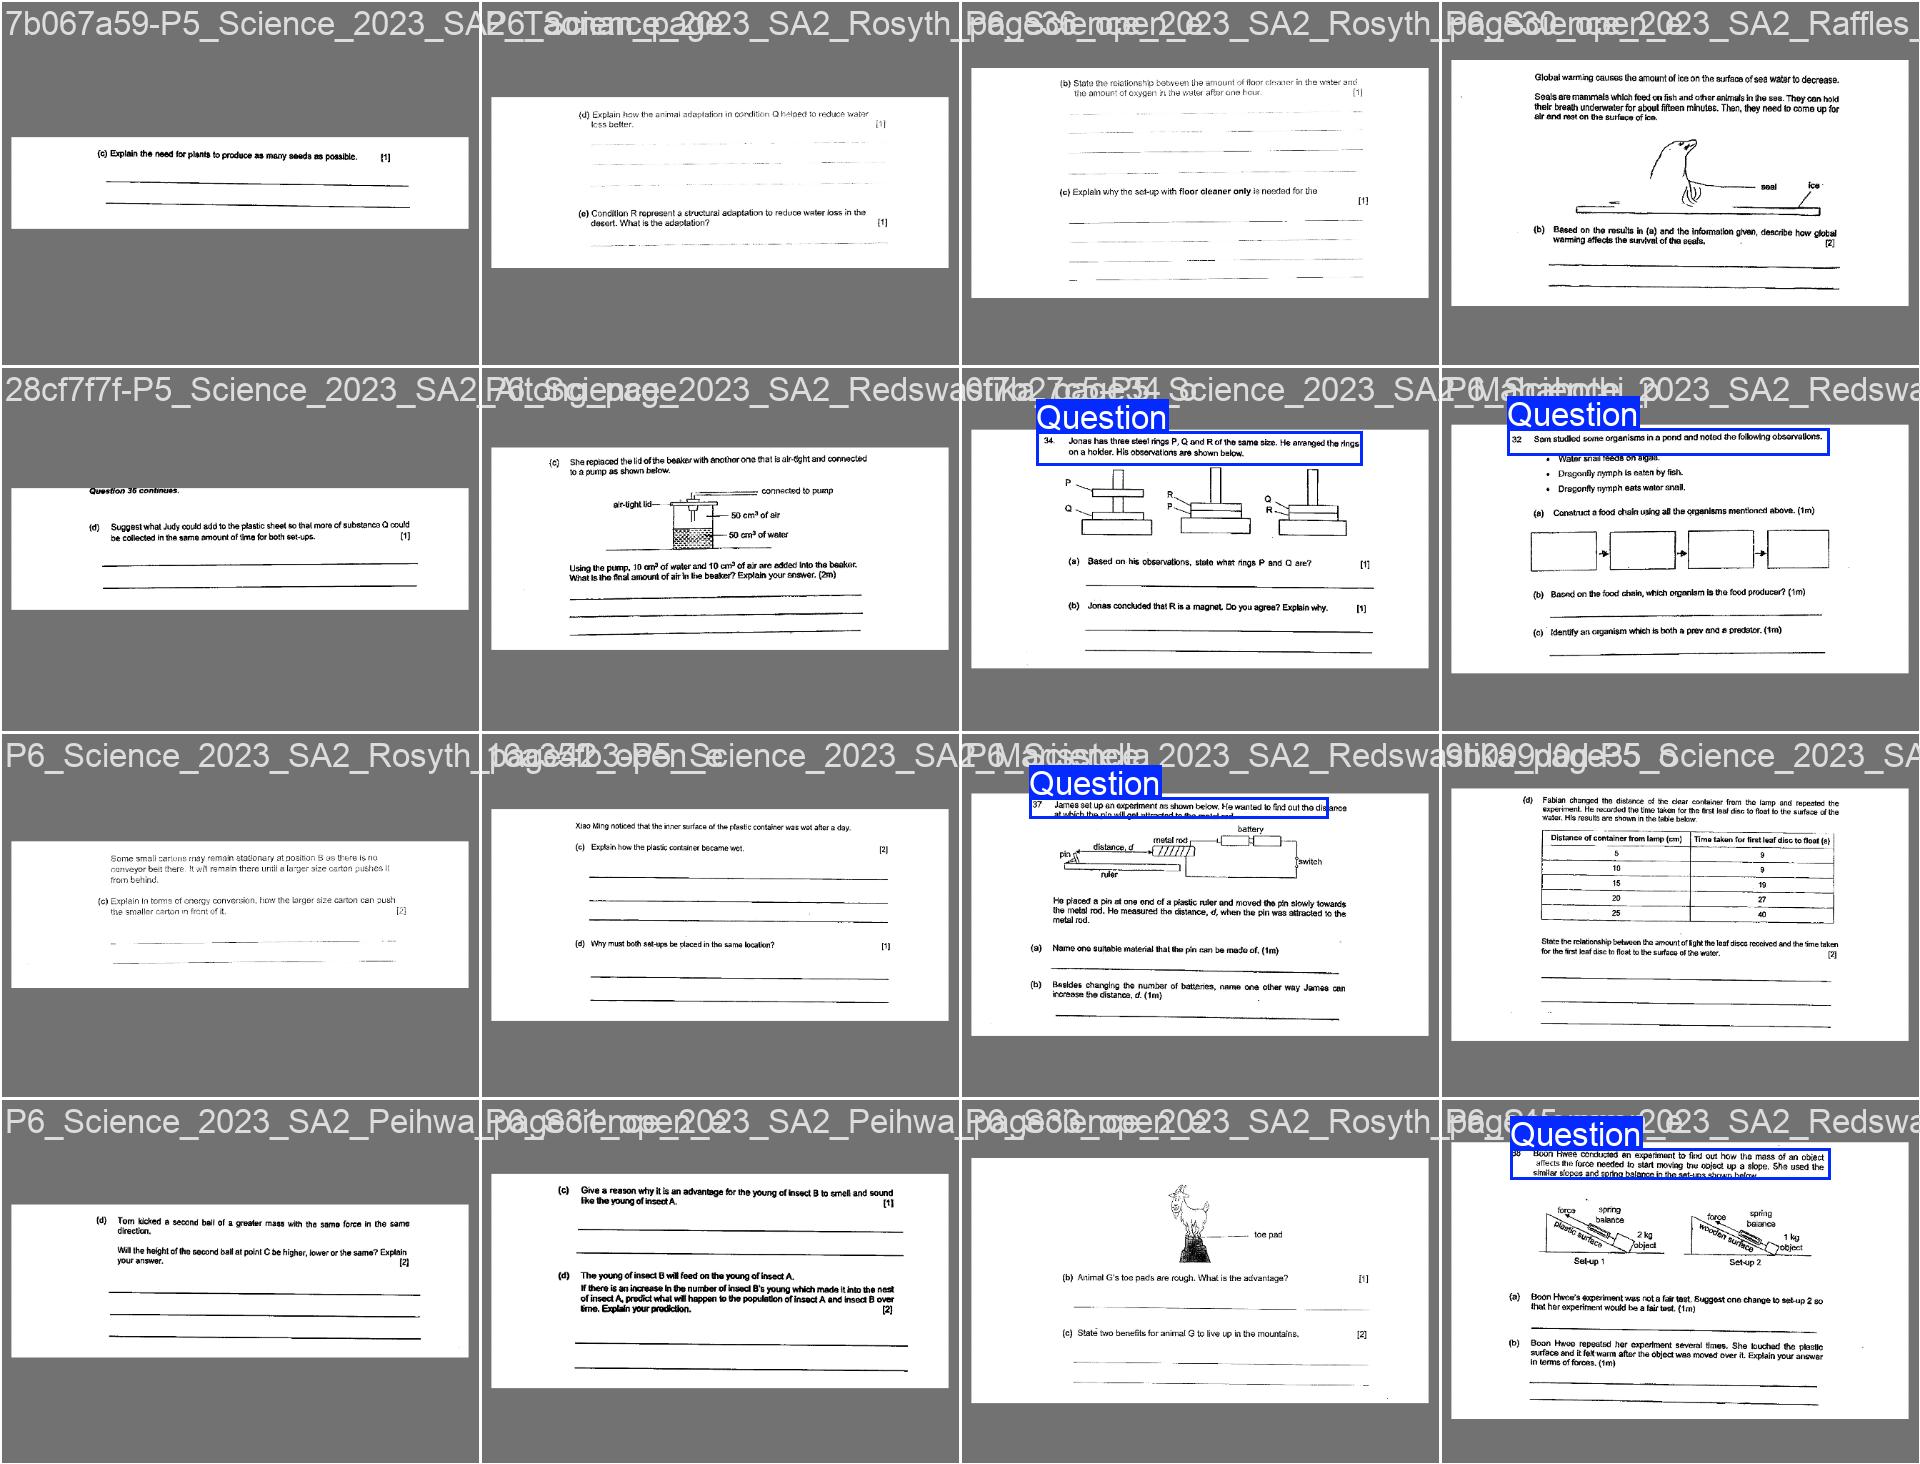 7b067a59-P5_Science_2023_SA2_Taonan_page
(c) Explain the need for plants to produce as many seeds as possible. [1]
P6_Science_2023_SA2_Rosyth_page36_open_e
(d) Explain how the animal adaptation in condition Q helped to reduce water
loss better. [1]
(e) Condition R represent a structural adaptation to reduce water loss in the
desert. What is the adaptation? [1]
P6_Science_2023_SA2_Rosyth_page30_open_e
(b) State the relationship between the amount of floor cleaner in the water and
the amount of oxygen in the water after one hour. [1]
(c) Explain why the set-up with floor cleaner only is needed for the
[1]
P6_Science_2023_SA2_Raffles_
Global warming causes the amount of ice on the surface of sea water to decrease.
Seals are mammals which feed on fish and other animals in the sea. They can hold
their breath underwater for about fifteen minutes. Then, they need to come up for
air and rest on the surface of ice.
seal
ice
(b) Based on the results in (a) and the information given, describe how global
warming affects the survival of the seals. [2]
28cf7f7f-P5_Science_2023_SA2_Aitong_page
Question 36 continues.
(d) Suggest what Judy could add to the plastic sheet so that more of substance Q could
be collected in the same amount of time for both set-ups. [1]
P6_Science_2023_SA2_Redswastika_page34_o
(c) She replaced the lid of the beaker with another one that is air-tight and connected
to a pump as shown below.
connected to pump
air-tight lid
50 cm³ of air
50 cm³ of water
Using the pump, 10 cm³ of water and 10 cm³ of air are added into the beaker.
What is the final amount of air in the beaker? Explain your answer. (2m)
Science_2023_SA2_Mahabothi_p
Question
34. Jonas has three steel rings P, Q and R of the same size. He arranged the rings
on a holder. His observations are shown below.
P
Q
R
P
Q
R
(a) Based on his observations, state what rings P and Q are? [1]
(b) Jonas concluded that R is a magnet. Do you agree? Explain why. [1]
P6_Science_2023_SA2_Redswa
Question
32 Sam studied some organisms in a pond and noted the following observations.
• Water snail feeds on algae.
• Dragonfly nymph is eaten by fish.
• Dragonfly nymph eats water snail.
(a) Construct a food chain using all the organisms mentioned above. (1m)
(b) Based on the food chain, which organism is the food producer? (1m)
(c) Identify an organism which is both a prey and a predator. (1m)
P6_Science_2023_SA2_Rosyth_page42_open_e
Some small cartons may remain stationary at position B as there is no
conveyor belt there. It will remain there until a larger size carton pushes it
from behind.
(c) Explain in terms of energy conversion, how the larger size carton can push
the smaller carton in front of it. [2]
P5_Science_2023_SA2_Maristella
Xiao Ming noticed that the inner surface of the plastic container was wet after a day.
(c) Explain how the plastic container became wet. [2]
(d) Why must both set-ups be placed in the same location? [1]
P6_Science_2023_SA2_Redswastika_page35_o
Question
37. James set up an experiment as shown below. He wanted to find out the distance
at which the pin will get attracted to the metal rod.
battery
metal rod
distance, d
pin
switch
ruler
He placed a pin at one end of a plastic ruler and moved the pin slowly towards
the metal rod. He measured the distance, d, when the pin was attracted to the
metal rod.
(a) Name one suitable material that the pin can be made of. (1m)
(b) Besides changing the number of batteries, name one other way James can
increase the distance, d. (1m)
P5_Science_2023_SA
(d) Fabian changed the distance of the clear container from the lamp and repeated the
experiment. He recorded the time taken for the first leaf disc to float to the surface of the
water. His results are shown in the table below.
Distance of container from lamp (cm) Time taken for first leaf disc to float (s)
5 9
10 9
15 19
20 27
25 40
State the relationship between the amount of light the leaf discs received and the time taken
for the first leaf disc to float to the surface of the water. [2]
P6_Science_2023_SA2_Peihwa_page31_open_e
(d) Tom kicked a second ball of a greater mass with the same force in the same
direction.
Will the height of the second ball at point C be higher, lower or the same? Explain
your answer. [2]
P6_Science_2023_SA2_Peihwa_page33_open_e
(c) Give a reason why it is an advantage for the young of insect B to smell and sound
like the young of insect A. [1]
(d) The young of insect B will feed on the young of insect A.
If there is an increase in the number of insect B's young which made it into the nest
of insect A, predict what will happen to the population of insect A and insect B over
time. Explain your prediction. [2]
P6_Science_2023_SA2_Rosyth_
toe pad
(b) Animal G's toe pads are rough. What is the advantage? [1]
(c) State two benefits for animal G to live up in the mountains. [2]
P6_Science_2023_SA2_Redswa
Question
38 Boon Hwee conducted an experiment to find out how the mass of an object
affects the force needed to start moving the object up a slope. She used the
similar slopes and spring balance in the set-ups shown below.
force
spring
balance
plastic surface
2 kg
object
Set-up 1
force
spring
balance
wooden surface
1 kg
object
Set-up 2
(a) Boon Hwee's experiment was not a fair test. Suggest one change to set-up 2 so
that her experiment would be a fair test. (1m)
(b) Boon Hwee repeated her experiment several times. She touched the plastic
surface and it felt warm after the object was moved over it. Explain your answer
in terms of forces. (1m)